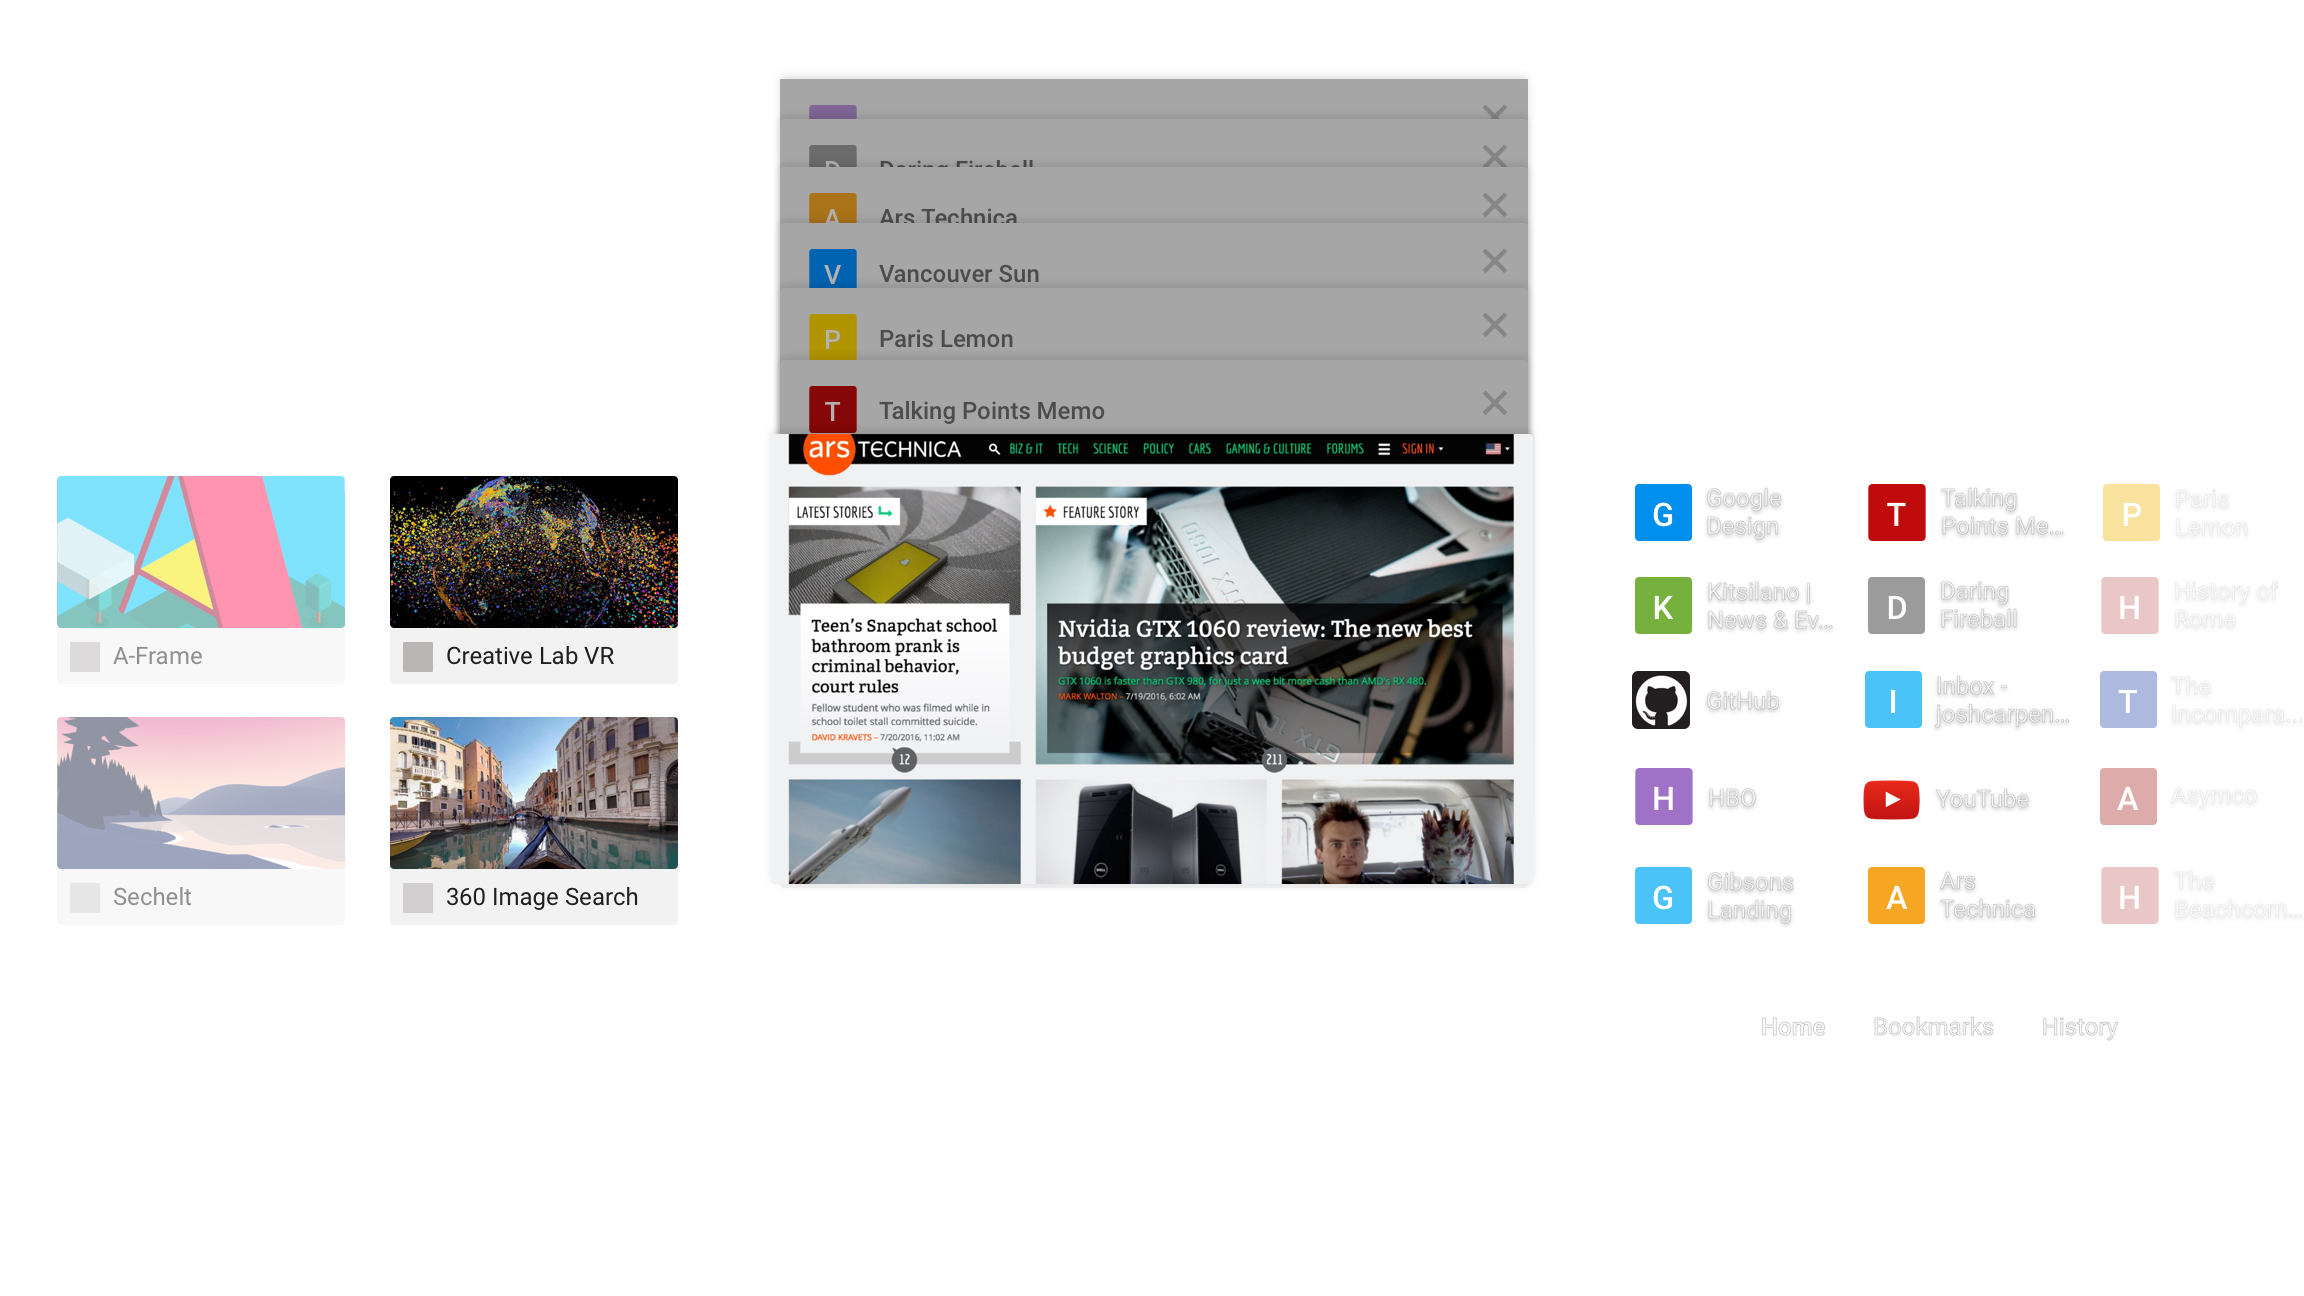 D Daring Fireball
A Ars Technica
V Vancouver Sun
P Paris Lemon
T Talking Points Memo
ars TECHNICA BIZ & IT TECH SCIENCE POLICY CARS GAMING & CULTURE FORUMS SIGN IN
LATEST STORIES
Teen's Snapchat school
bathroom prank is
criminal behavior,
court rules
Fellow student who was filmed while in
school toilet stall committed suicide.
DAVID KRAVETS – 7/20/2016, 11:02 AM
12
FEATURE STORY
GTX 1080
Nvidia GTX 1060 review: The new best
budget graphics card
GTX 1060 is faster than GTX 980, for just a wee bit more cash than AMD's RX 480.
MARK WALTON – 7/19/2016, 6:02 AM
GTX 10
211
DELL
DELL
A-Frame
Creative Lab VR
Sechelt
360 Image Search
G Google
Design
T Talking
Points Me...
P Paris
Lemon
K Kitsilano |
News & Ev...
D Daring
Fireball
H History of
Rome
GitHub
I Inbox -
joshcarpen...
T The
Incompara...
H HBO
YouTube
A Asymco
G Gibsons
Landing
A Ars
Technica
H The
Beachcom...
Home Bookmarks History